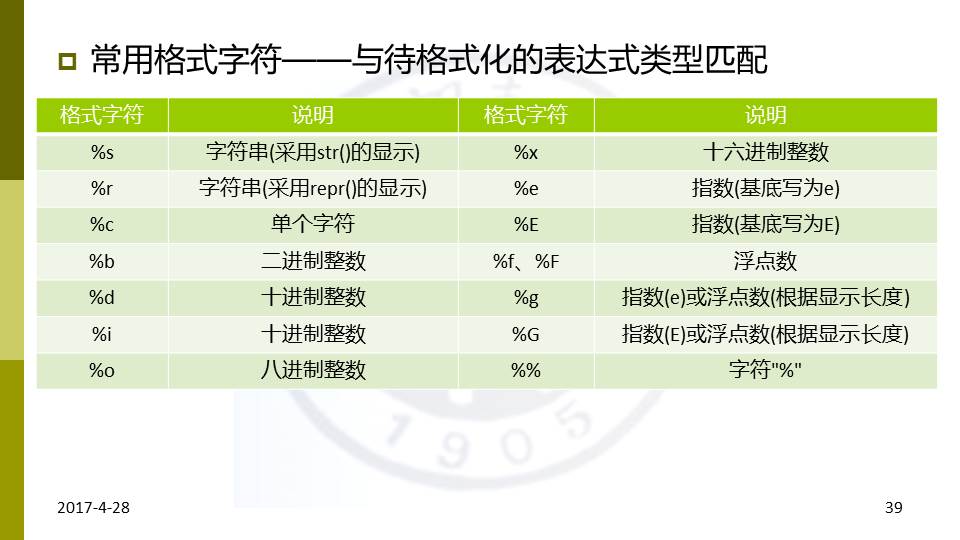 常用格式字符——与待格式化的表达式类型匹配
格式字符 说明 格式字符 说明
%s 字符串(采用str()的显示) %x 十六进制整数
%r 字符串(采用repr()的显示) %e 指数(基底写为e)
%c 单个字符 %E 指数(基底写为E)
%b 二进制整数 %f、%F 浮点数
%d 十进制整数 %g 指数(e)或浮点数(根据显示长度)
%i 十进制整数 %G 指数(E)或浮点数(根据显示长度)
%o 八进制整数 %% 字符"%"
1905
2017-4-28 39